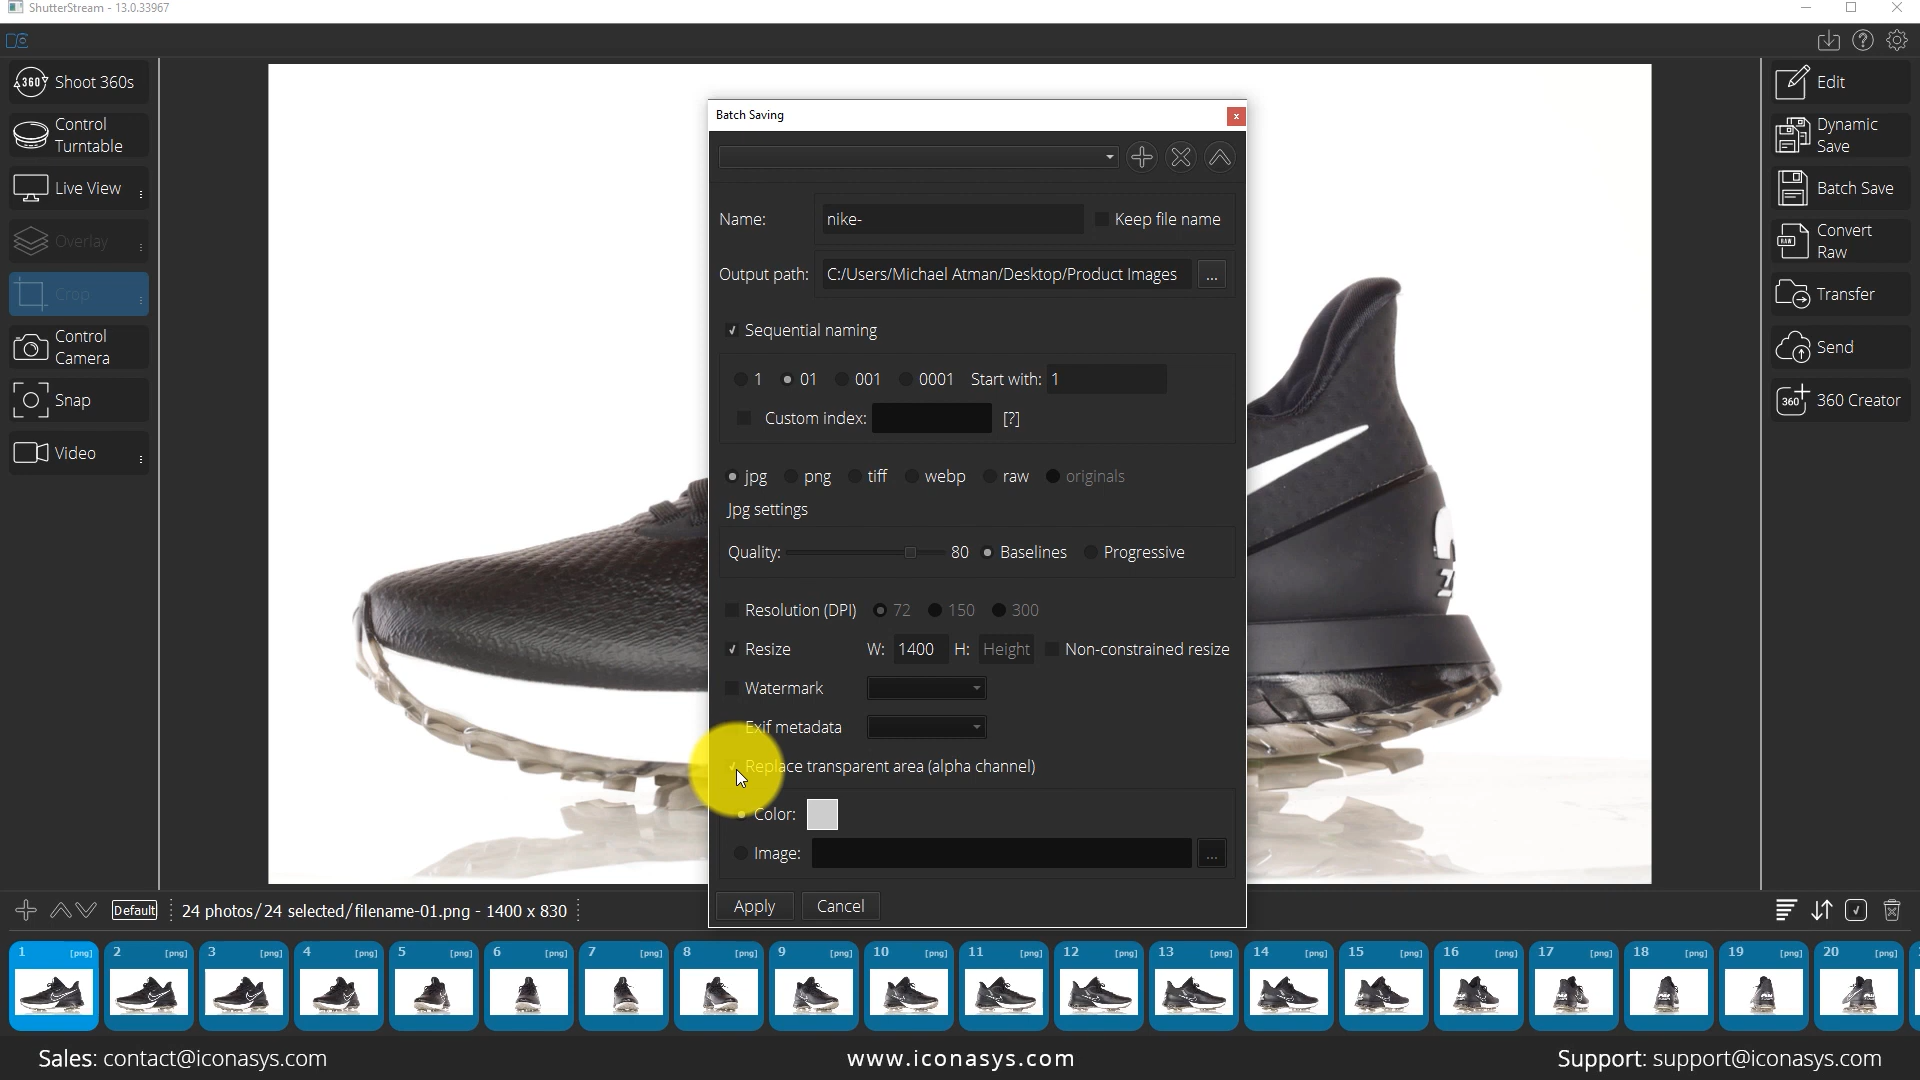 ShutterStream - 13.0.33967
Shoot 360s
Control
Turntable
Live View
Overlay
Crop
Control
Camera
Snap
Video
Batch Saving
Name: nike- Keep file name
Output path: C:/Users/Michael Atman/Desktop/Product Images ...
Sequential naming
1 01 001 0001 Start with: 1
Custom index: [?]
jpg png tiff webp raw originals
Jpg settings
Quality: 80 Baselines Progressive
Resolution (DPI) 72 150 300
Resize W: 1400 H: Height Non-constrained resize
Watermark
Exif metadata
Replace transparent area (alpha channel)
Color:
Image: ...
Apply Cancel
Edit
Dynamic
Save
Batch Save
RAW
Convert
Raw
Transfer
Send
360 360 Creator
Default 24 photos/24 selected/filename-01.png - 1400 x 830
1 [png] 2 [png] 3 [png] 4 [png] 5 [png] 6 [png] 7 [png] 8 [png] 9 [png] 10 [png] 11 [png] 12 [png] 13 [png] 14 [png] 15 [png] 16 [png] 17 [png] 18 [png] 19 [png] 20 [png]
Sales: contact@iconasys.com www.iconasys.com Support: support@iconasys.com